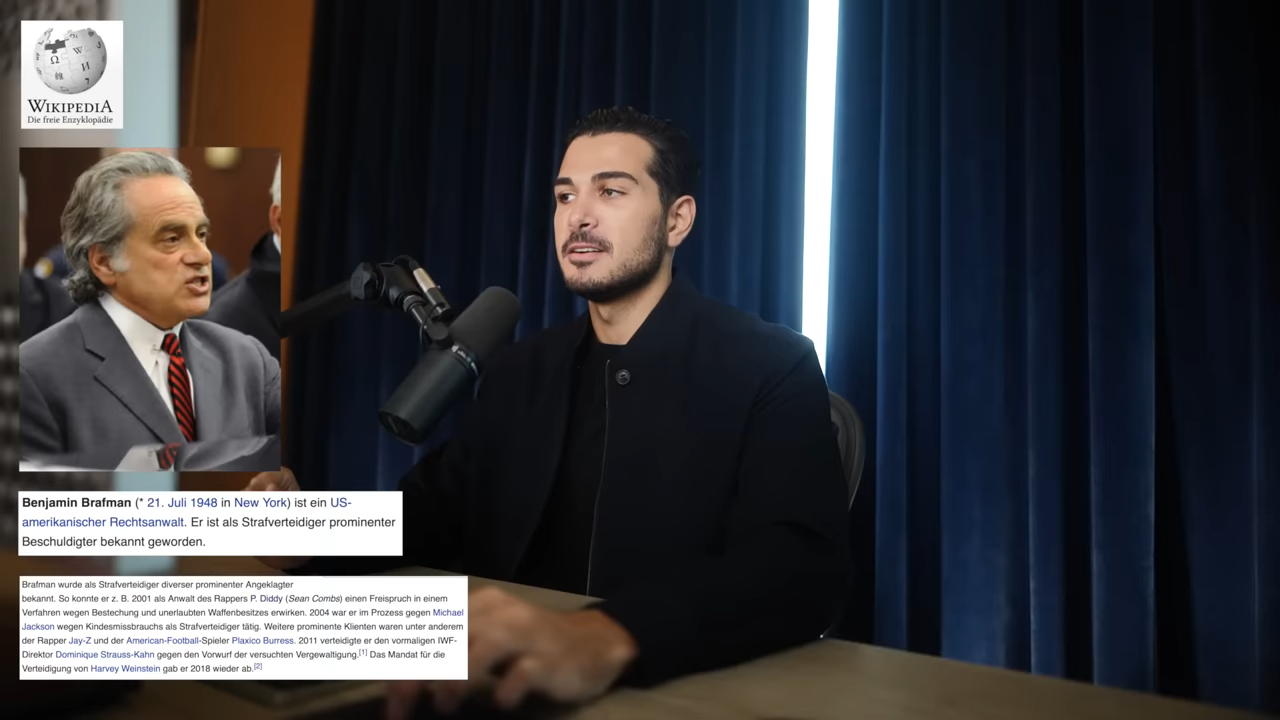 WIKIPEDIA
Die freie Enzyklopädie
Benjamin Brafman (* 21. Juli 1948 in New York) ist ein US-
amerikanischer Rechtsanwalt. Er ist als Strafverteidiger prominenter
Beschuldigter bekannt geworden.
Brafman wurde als Strafverteidiger diverser prominenter Angeklagter
bekannt. So konnte er z. B. 2001 als Anwalt des Rappers P. Diddy (Sean Combs) einen Freispruch in einem
Verfahren wegen Bestechung und unerlaubten Waffenbesitzes erwirken. 2004 war er im Prozess gegen Michael
Jackson wegen Kindesmissbrauchs als Strafverteidiger tätig. Weitere prominente Klienten waren unter anderem
der Rapper Jay-Z und der American-Football-Spieler Plaxico Burress. 2011 verteidigte er den vormaligen IWF-
Direktor Dominique Strauss-Kahn gegen den Vorwurf der versuchten Vergewaltigung.[1] Das Mandat für die
Verteidigung von Harvey Weinstein gab er 2018 wieder ab.[2]